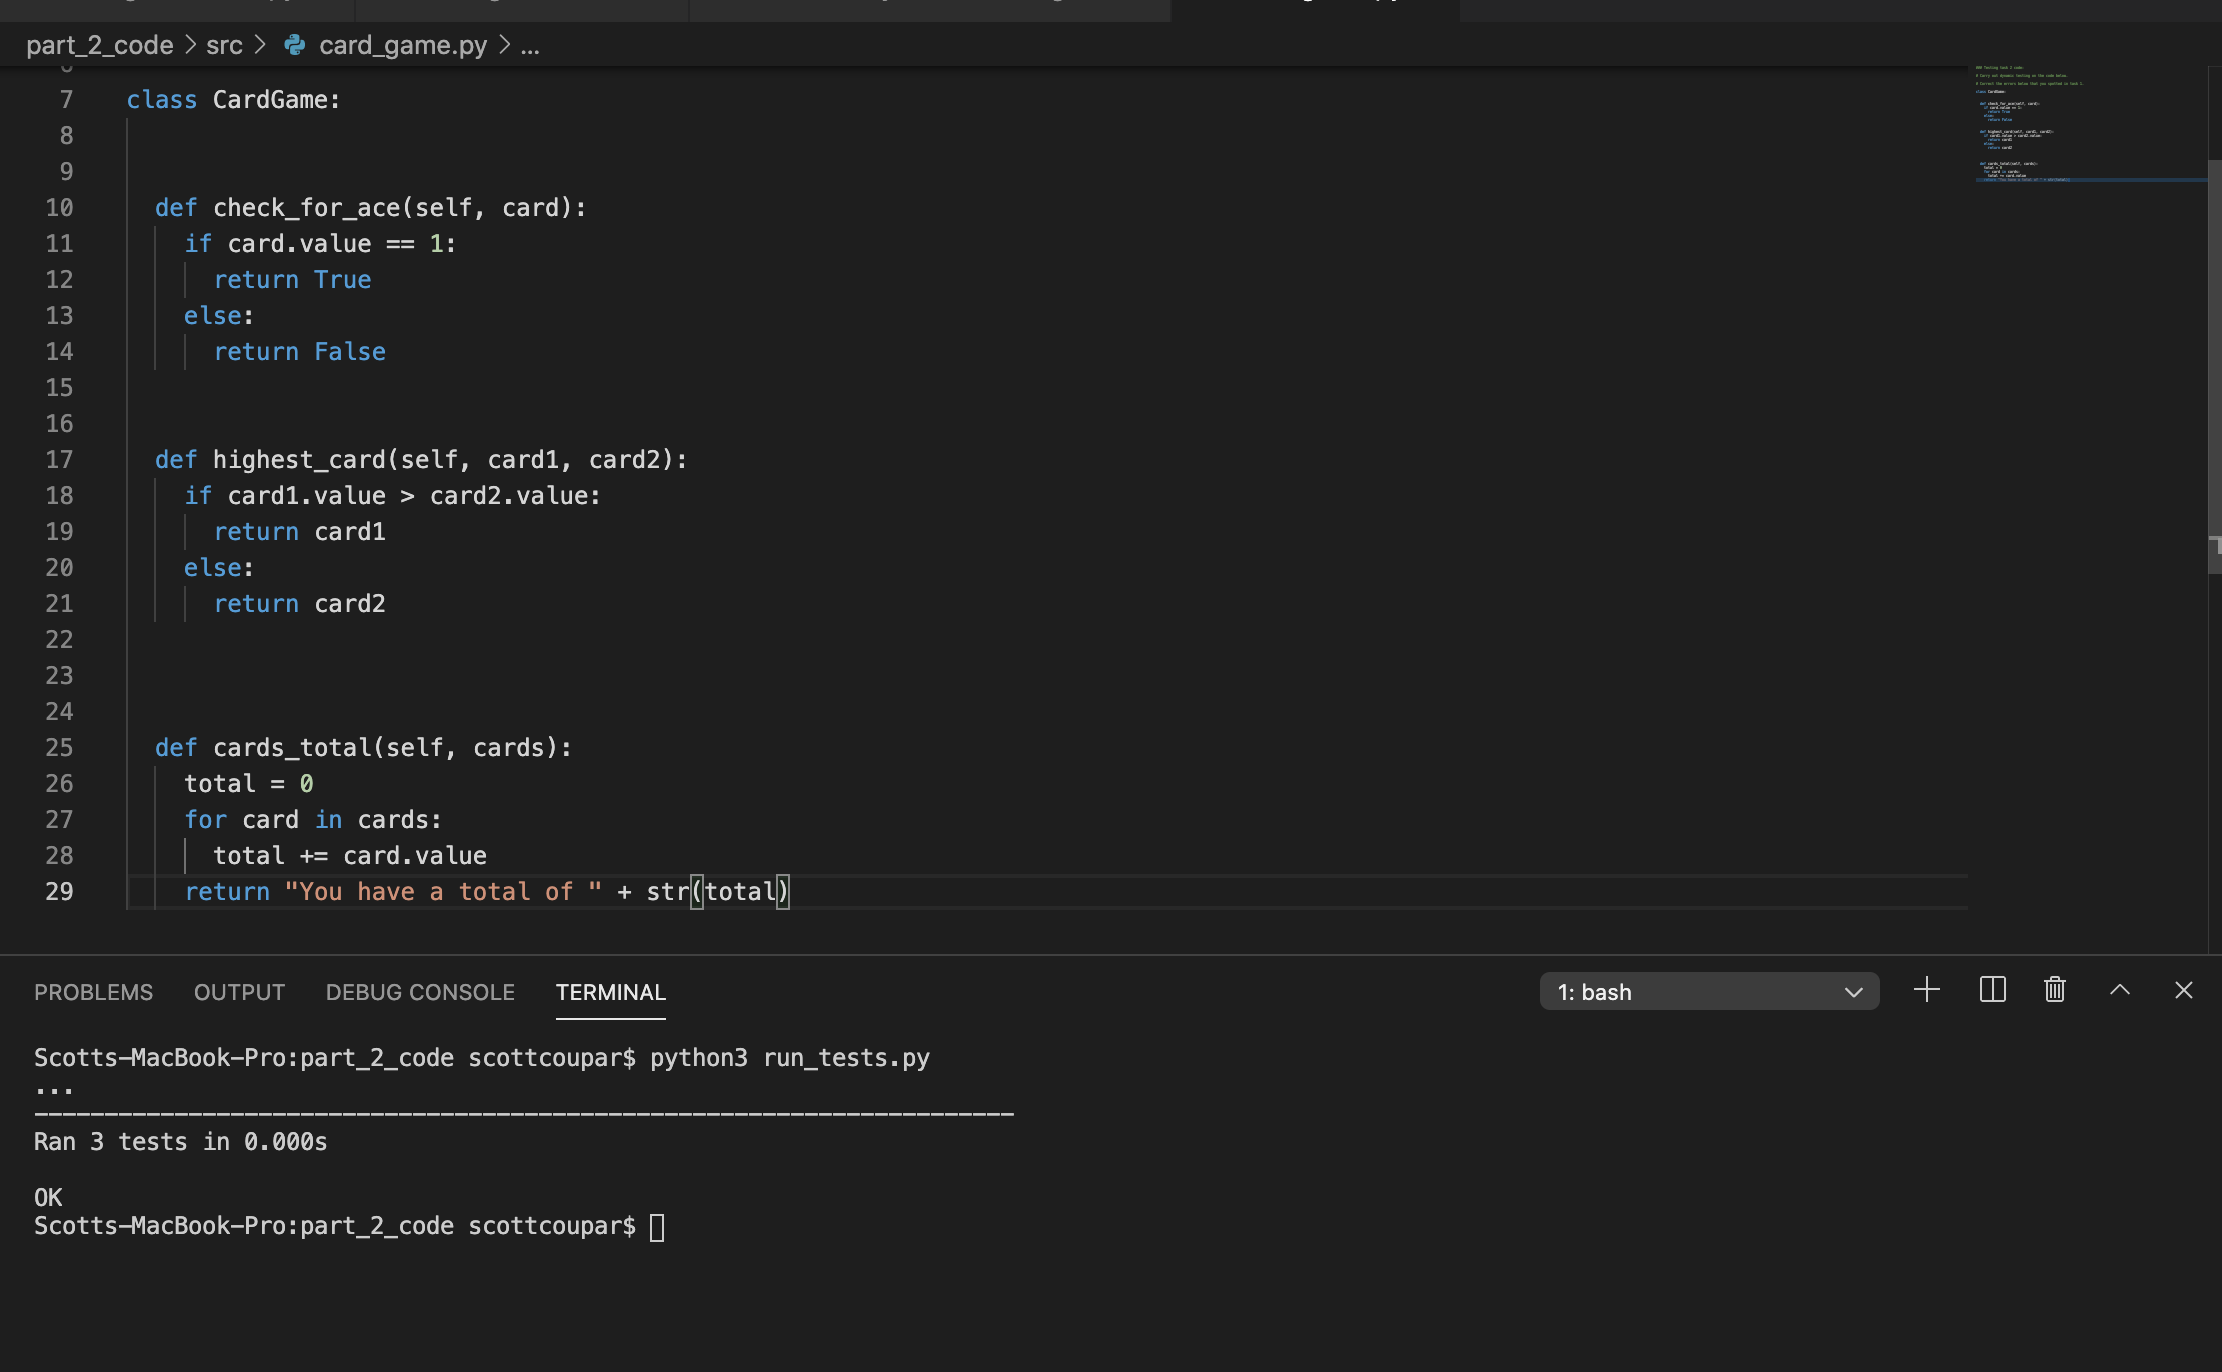 part_2_code > src > card_game.py > ...
7 class CardGame:
8
9
10 def check_for_ace(self, card):
11 if card.value == 1:
12 return True
13 else:
14 return False
15
16
17 def highest_card(self, card1, card2):
18 if card1.value > card2.value:
19 return card1
20 else:
21 return card2
22
23
24
25 def cards_total(self, cards):
26 total = 0
27 for card in cards:
28 total += card.value
29 return "You have a total of " + str(total)
PROBLEMS OUTPUT DEBUG CONSOLE TERMINAL 1: bash
Scotts-MacBook-Pro:part_2_code scottcoupar$ python3 run_tests.py
...
----------------------------------------------------------------------
Ran 3 tests in 0.000s
OK
Scotts-MacBook-Pro:part_2_code scottcoupar$